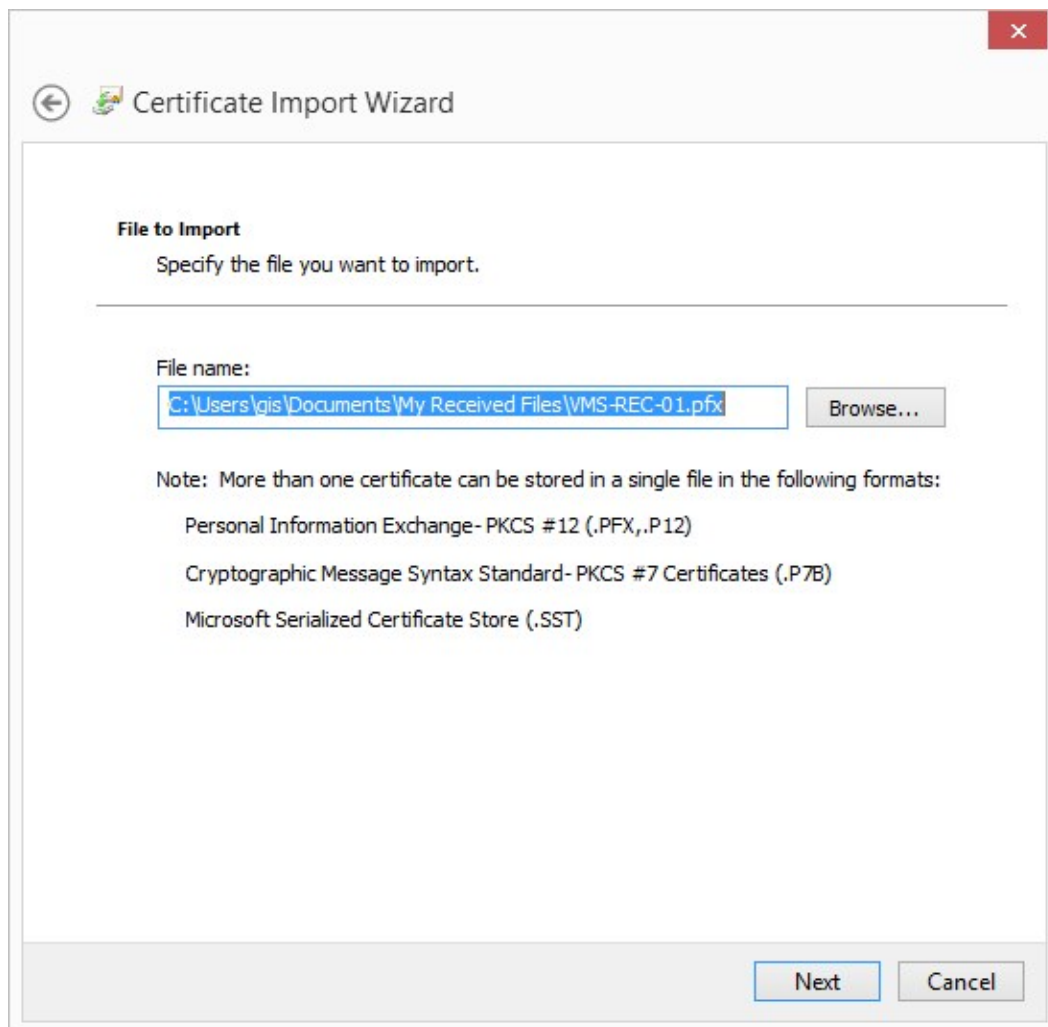 Certificate Import Wizard
File to Import
Specify the file you want to import.
File name:
C:\Users\gis\Documents\My Received Files\VMS-REC-01.pfx
Browse...
Note:  More than one certificate can be stored in a single file in the following formats:
Personal Information Exchange- PKCS #12 (.PFX,.P12)
Cryptographic Message Syntax Standard- PKCS #7 Certificates (.P7B)
Microsoft Serialized Certificate Store (.SST)
Next
Cancel